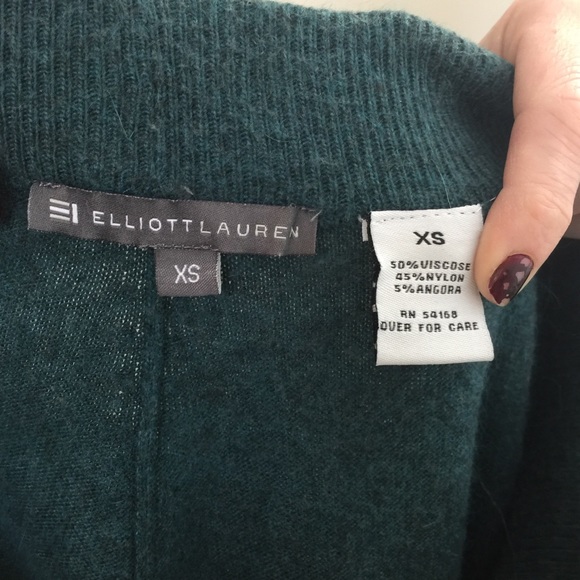 ELLIOTTLAUREN
XS
XS
50%VISCOSE
45%NYLON
5%ANGORA
RN 54168
OVER FOR CARE